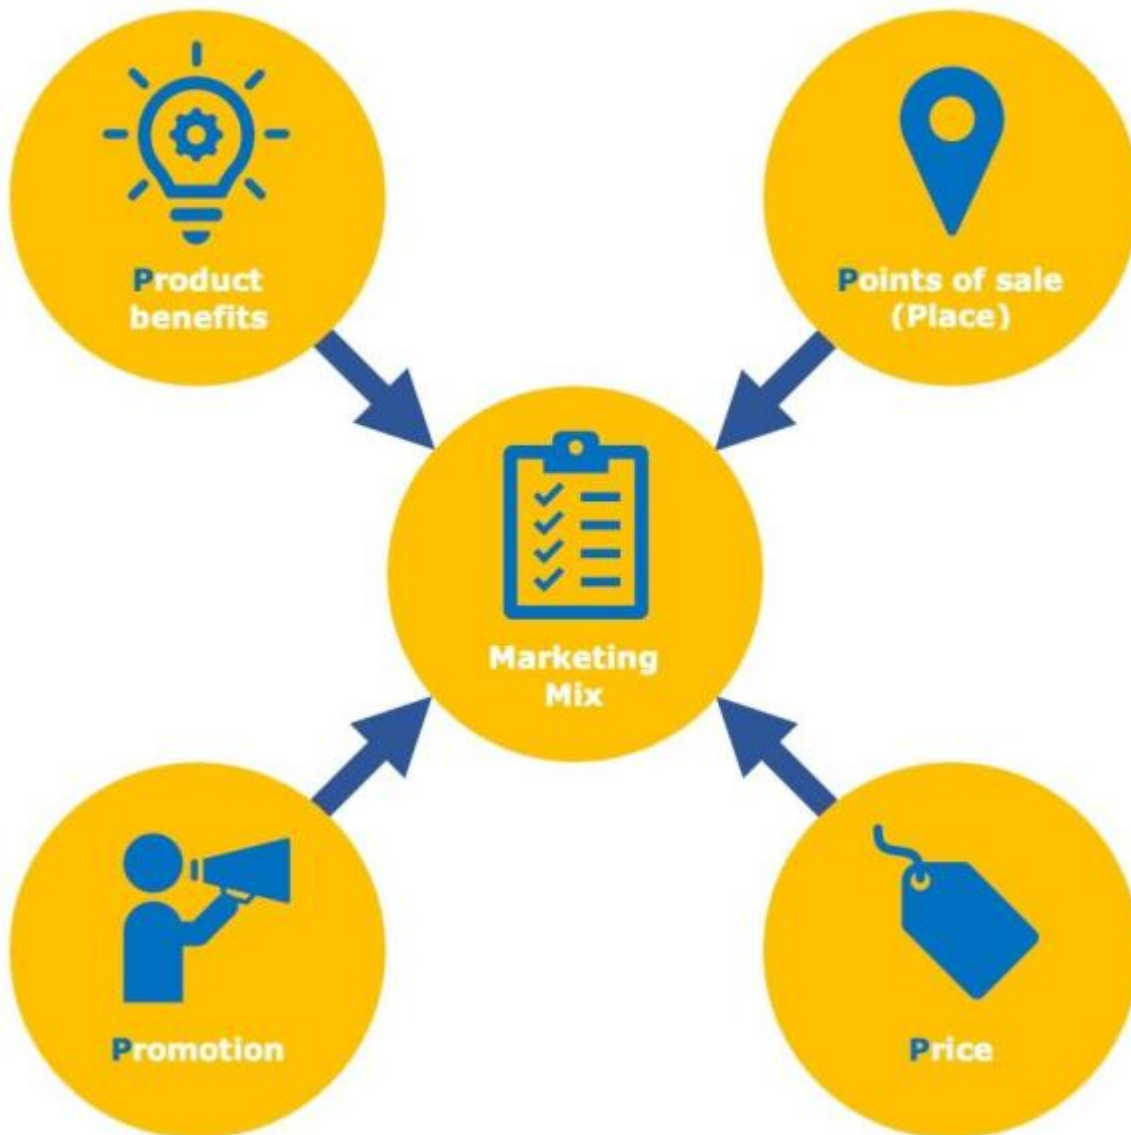 Product
benefits
Points of sale
(Place)
Marketing
Mix
Promotion
Price